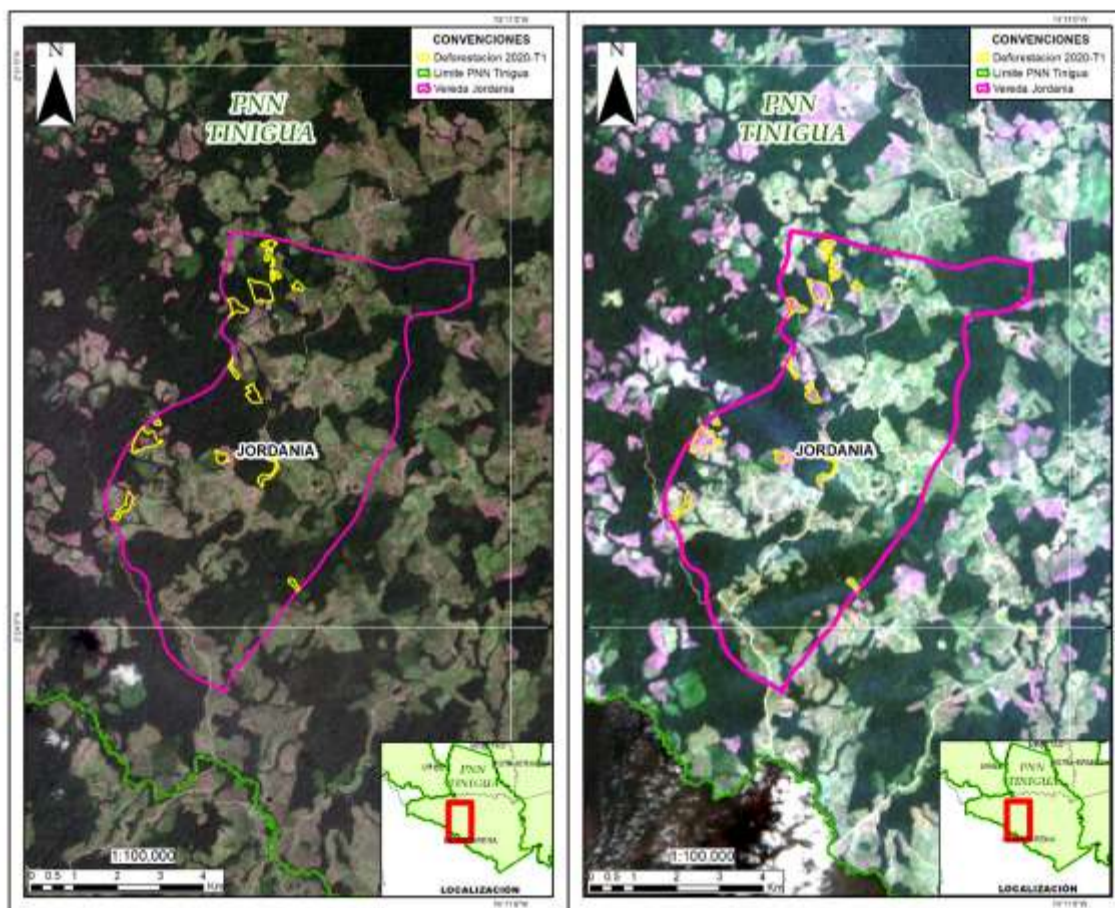 N
CONVENCIONES
Deforestacion 2020-T1
Limite PNN Tinigua
Vereda Jordania
PNN
TINIGUA
JORDANIA
1:100.000
0 0.5 1 2 3 4
Km
PNN
TINIGUA
LOCALIZACIÓN
N
CONVENCIONES
Deforestacion 2020-T1
Limite PNN Tinigua
Vereda Jordania
PNN
TINIGUA
JORDANIA
1:100.000
0 0.5 1 2 3 4
Km
PNN
TINIGUA
LOCALIZACIÓN